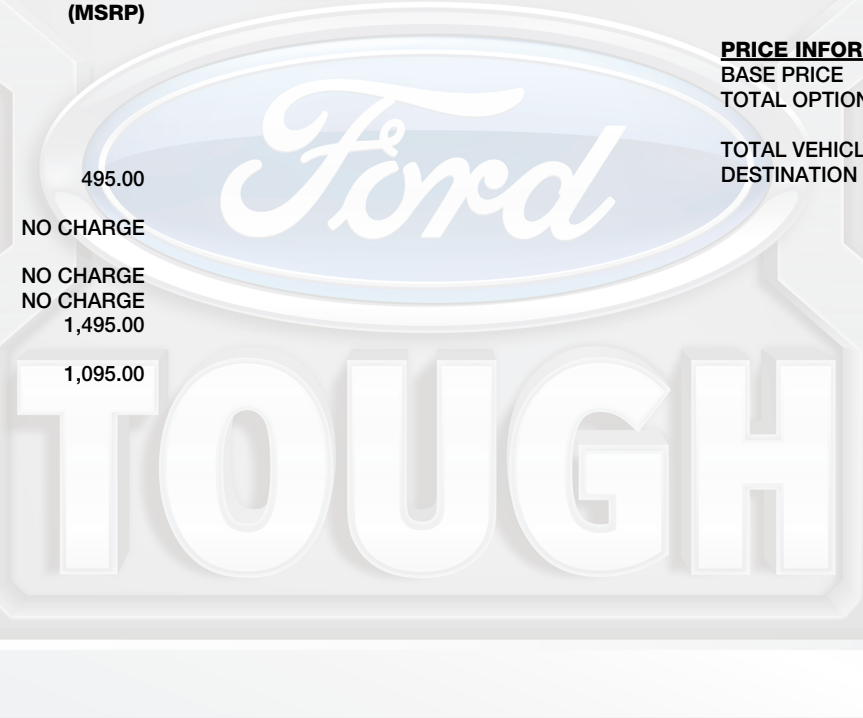 (MSRP)
495.00
NO CHARGE
NO CHARGE
NO CHARGE
1,495.00
1,095.00
PRICE INFOR
BASE PRICE
TOTAL OPTION
TOTAL VEHICL
DESTINATION
Ford
TOUGH